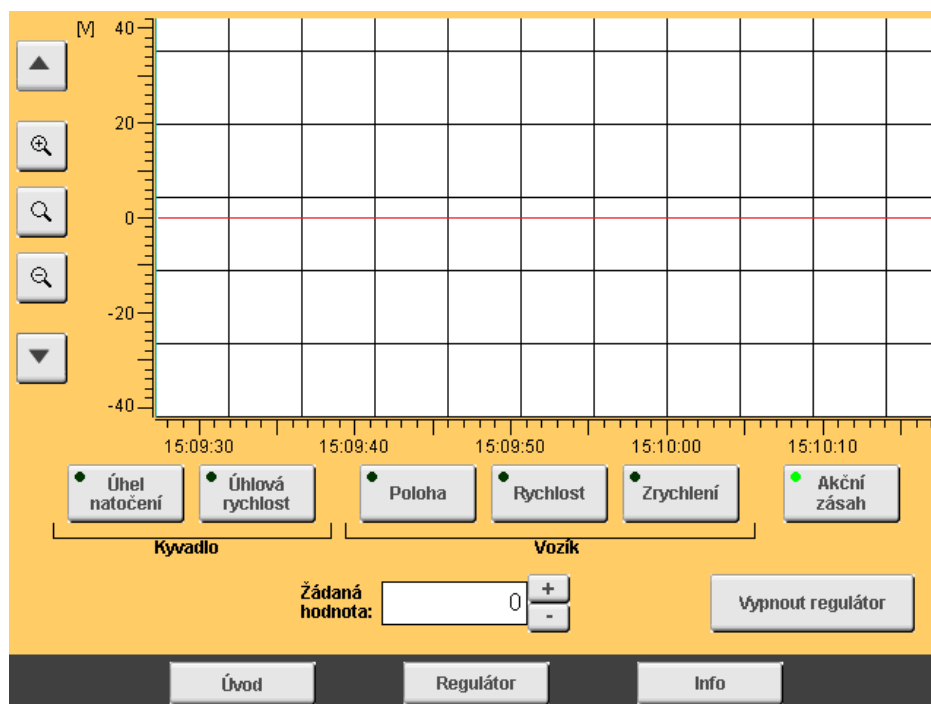 [V]
40
20
0
-20
-40
15:09:30 15:09:40 15:09:50 15:10:00 15:10:10
Úhel
natočení
Úhlová
rychlost
Poloha
Rychlost
Zrychlení
Akční
zásah
Kyvadlo
Vozík
Žádaná
hodnota:
0
+
-
Vypnout regulátor
Úvod
Regulátor
Info